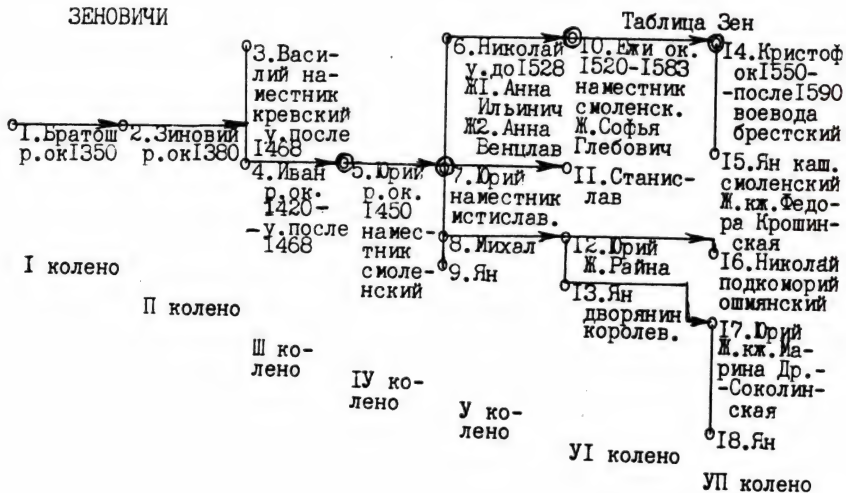 ЗЕНОВИЧИ
Таблица Зен
1.Братош
р.ок1350
2.Зиновий
р.ок1380
3.Васи-
лий на-
местник
кревский
у.после
1468
4.Иван
р.ок.
1420-
-у.после
1468
5.Юрий
р.ок.
1450
намес-
тник
смоле-
нский
6.Николай
у.до1528
Ж1.Анна
Ильинич
Ж2.Анна
Венцлав
7.Юрий
наместник
мстислав.
8.Михал
9.Ян
10.Ежи ок.
1520-1583
наместник
смоленск.
Ж.Софья
Глебович
11.Станис-
лав
12.Юрий
Ж.Райна
13.Ян
дворянин
королев.
14.Кристоф
ок1550-
-после1590
воевода
брестский
15.Ян каш.
смоленский
Ж.кж.Федо-
ра Крошин-
ская
16.Николай
подкоморий
ошмянский
17.Юрий
Ж.кж.Ма-
рина Др.-
-Соколин-
ская
18.Ян
I колено
П колено
Ш ко-
лено
IУ ко-
лено
У ко-
лено
УI колено
УП колено